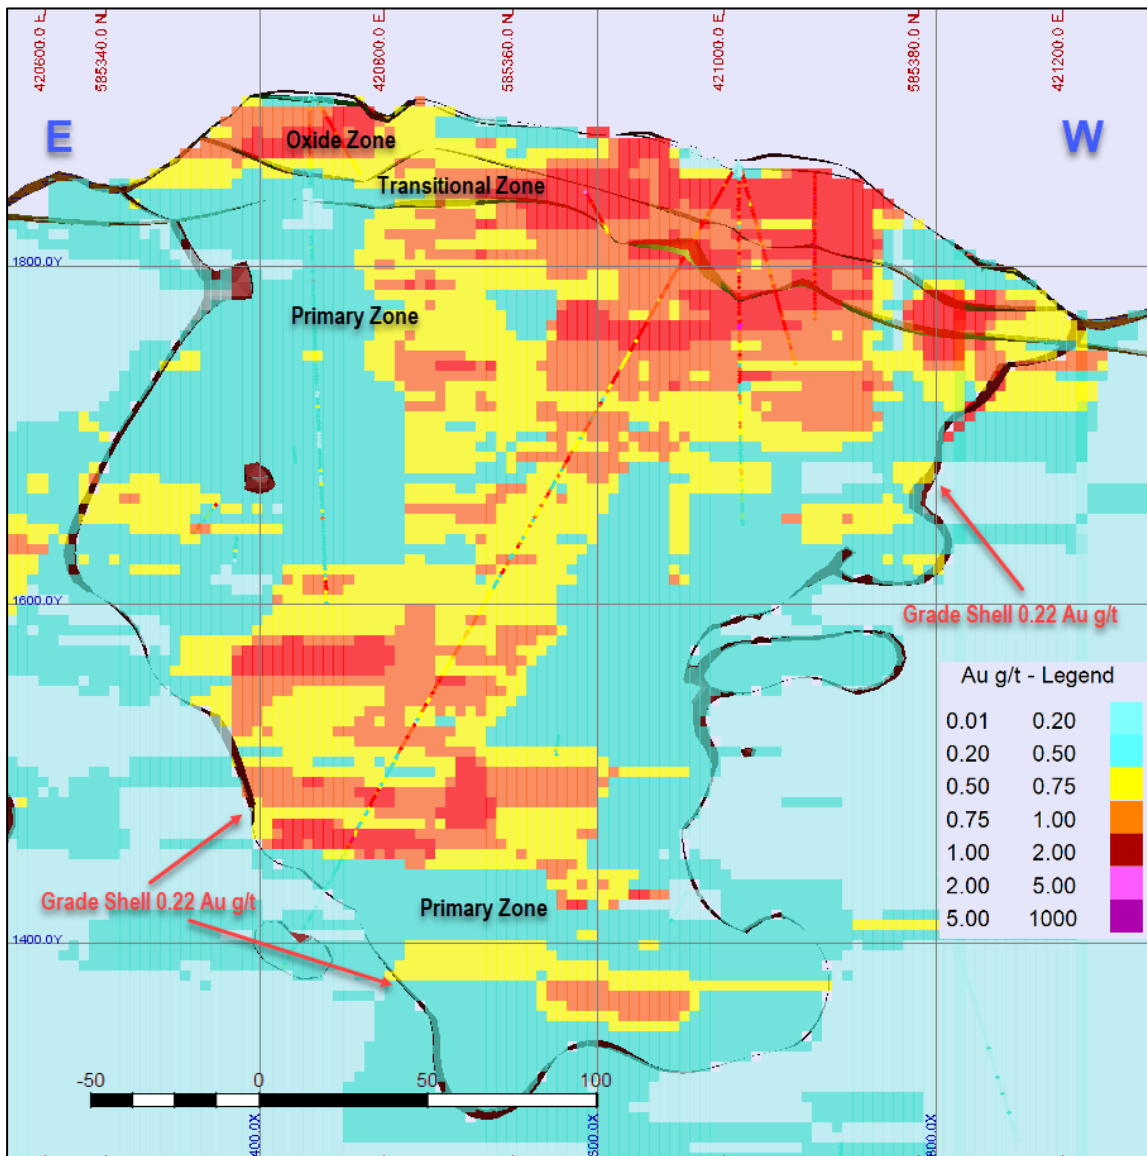 420600.0 E
585340.0 N
420800.0 E
585360.0 N
421000.0 E
585380.0 N
421200.0 E
E
W
Oxide Zone
Transitional Zone
1800.0Y
Primary Zone
1600.0Y
Grade Shell 0.22 Au g/t
Au g/t - Legend
0.01 0.20
0.20 0.50
0.50 0.75
0.75 1.00
1.00 2.00
2.00 5.00
5.00 1000
Grade Shell 0.22 Au g/t
Primary Zone
1400.0Y
-50 0 50 100
400.0X
600.0X
800.0X